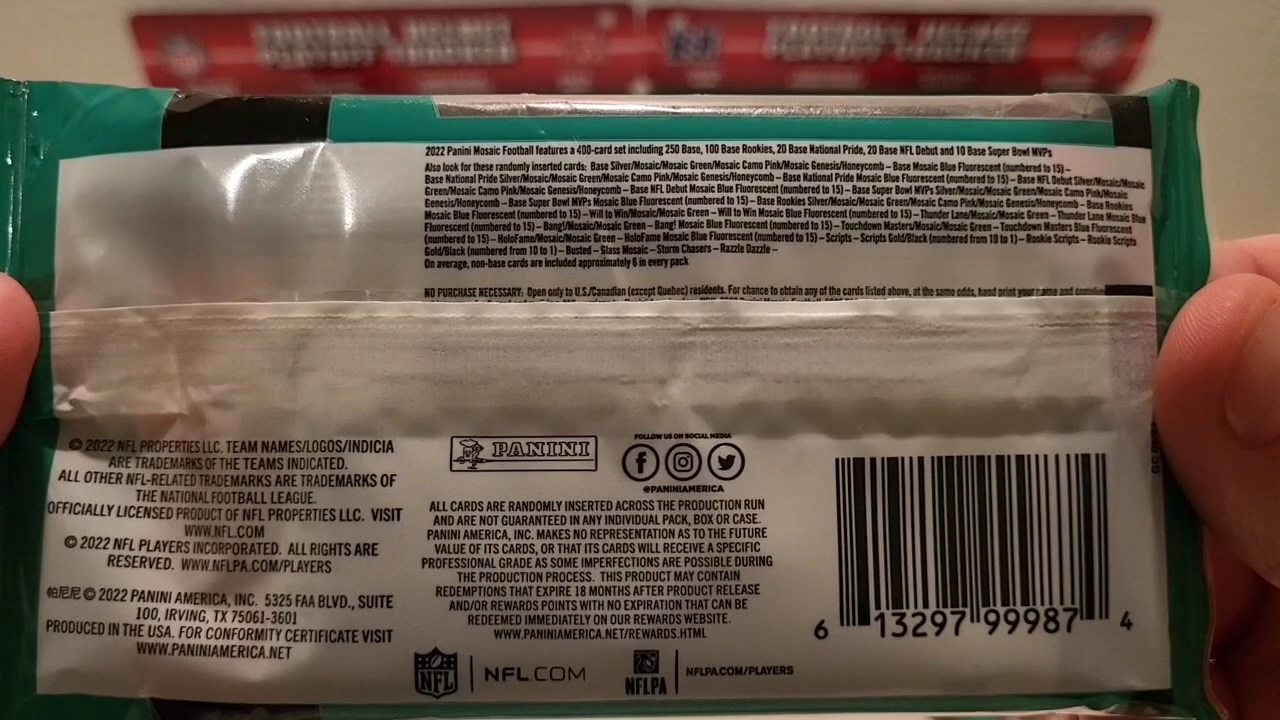 2022 Panini Mosaic Football features a 400-card set including 250 Base, 100 Base Rookies, 20 Base National Pride, 20 Base NFL Debut and 10 Base Super Bowl MVPs
Also look for these randomly inserted cards: Base Silver/Mosaic/Mosaic Green/Mosaic Camo Pink/Mosaic Genesis/Honeycomb – Base Mosaic Blue Fluorescent (numbered to 15) –
Base National Pride Silver/Mosaic/Mosaic Green/Mosaic Camo Pink/Mosaic Genesis/Honeycomb – Base National Pride Mosaic Blue Fluorescent (numbered to 15) – Base NFL Debut Silver/Mosaic/Mosaic
Green/Mosaic Camo Pink/Mosaic Genesis/Honeycomb – Base NFL Debut Mosaic Blue Fluorescent (numbered to 15) – Base Super Bowl MVPs Silver/Mosaic/Mosaic Green/Mosaic Camo Pink/Mosaic
Genesis/Honeycomb – Base Super Bowl MVPs Mosaic Blue Fluorescent (numbered to 15) – Base Rookies Silver/Mosaic/Mosaic Green/Mosaic Camo Pink/Mosaic Genesis/Honeycomb – Base Rookies
Mosaic Blue Fluorescent (numbered to 15) – Will to Win/Mosaic/Mosaic Green – Will to Win Mosaic Blue Fluorescent (numbered to 15) – Thunder Lane/Mosaic/Mosaic Green – Thunder Lane Mosaic Blue
Fluorescent (numbered to 15) – Bang!/Mosaic/Mosaic Green – Bang! Mosaic Blue Fluorescent (numbered to 15) – Touchdown Masters/Mosaic/Mosaic Green – Touchdown Masters Blue Fluorescent
(numbered to 15) – HoloFame/Mosaic/Mosaic Green – HoloFame Mosaic Blue Fluorescent (numbered to 15) – Scripts – Scripts Gold/Black (numbered from 10 to 1) – Rookie Scripts – Rookie Scripts
Gold/Black (numbered from 10 to 1) – Busted – Glass Mosaic – Storm Chasers – Razzle Dazzle –
On average, non-base cards are included approximately 6 in every pack
NO PURCHASE NECESSARY: Open only to U.S./Canadian (except Quebec) residents. For chance to obtain any of the cards listed above, at the same odds, hand print your name and
© 2022 NFL PROPERTIES LLC. TEAM NAMES/LOGOS/INDICIA
ARE TRADEMARKS OF THE TEAMS INDICATED.
ALL OTHER NFL-RELATED TRADEMARKS ARE TRADEMARKS OF
THE NATIONAL FOOTBALL LEAGUE.
OFFICIALLY LICENSED PRODUCT OF NFL PROPERTIES LLC. VISIT
WWW.NFL.COM
© 2022 NFL PLAYERS INCORPORATED. ALL RIGHTS ARE
RESERVED. WWW.NFLPA.COM/PLAYERS
帕尼尼 © 2022 PANINI AMERICA, INC. 5325 FAA BLVD., SUITE
100, IRVING, TX 75061-3601
PRODUCED IN THE USA. FOR CONFORMITY CERTIFICATE VISIT
WWW.PANINIAMERICA.NET
PANINI
FOLLOW US ON SOCIAL MEDIA
@PANINIAMERICA
ALL CARDS ARE RANDOMLY INSERTED ACROSS THE PRODUCTION RUN
AND ARE NOT GUARANTEED IN ANY INDIVIDUAL PACK, BOX OR CASE.
PANINI AMERICA, INC. MAKES NO REPRESENTATION AS TO THE FUTURE
VALUE OF ITS CARDS, OR THAT ITS CARDS WILL RECEIVE A SPECIFIC
PROFESSIONAL GRADE AS SOME IMPERFECTIONS ARE POSSIBLE DURING
THE PRODUCTION PROCESS. THIS PRODUCT MAY CONTAIN
REDEMPTIONS THAT EXPIRE 18 MONTHS AFTER PRODUCT RELEASE
AND/OR REWARDS POINTS WITH NO EXPIRATION THAT CAN BE
REDEEMED IMMEDIATELY ON OUR REWARDS WEBSITE.
WWW.PANINIAMERICA.NET/REWARDS.HTML
6 13297 99987 4
NFL NFL.COM
NFLPA NFLPA.COM/PLAYERS